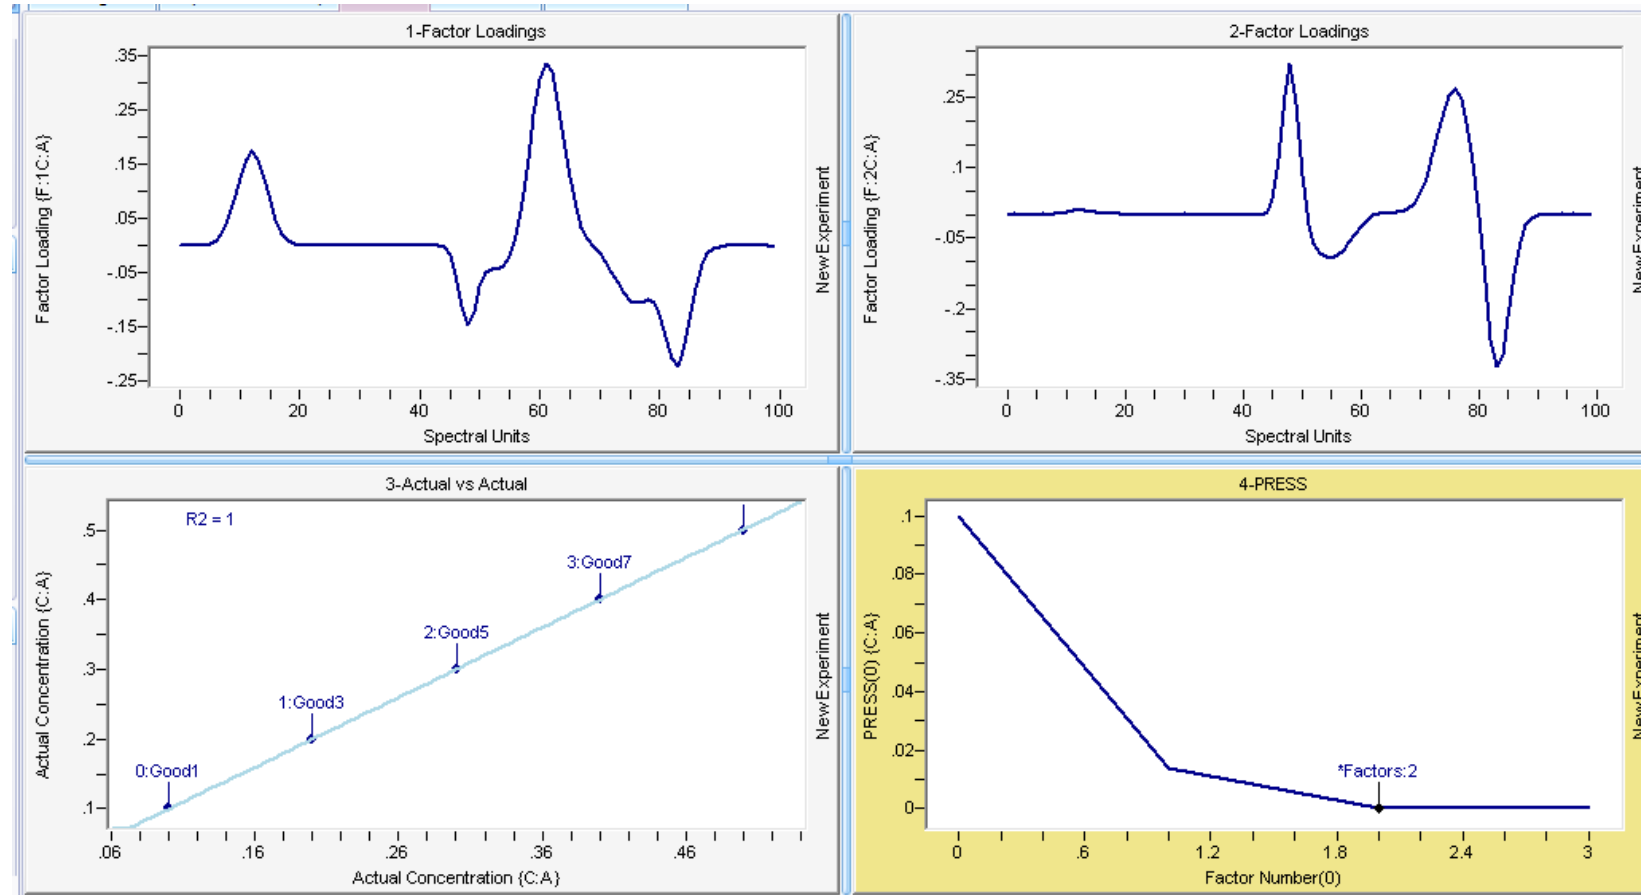 1-Factor Loadings
Factor Loading {F:1C:A}
.35
.25
.15
.05
-.05
-.15
-.25
0
20
40
60
80
100
Spectral Units
NewExperiment
2-Factor Loadings
Factor Loading {F:2C:A}
.25
.1
-.05
-.2
-.35
0
20
40
60
80
100
Spectral Units
NewExperiment
3-Actual vs Actual
R2 = 1
Actual Concentration {C:A}
.5
.4
.3
.2
.1
3:Good7
2:Good5
1:Good3
0:Good1
.06
.16
.26
.36
.46
Actual Concentration {C:A}
NewExperiment
4-PRESS
PRESS(0) {C:A}
.1
.08
.06
.04
.02
0
*Factors:2
0
.6
1.2
1.8
2.4
3
Factor Number(0)
NewExperiment